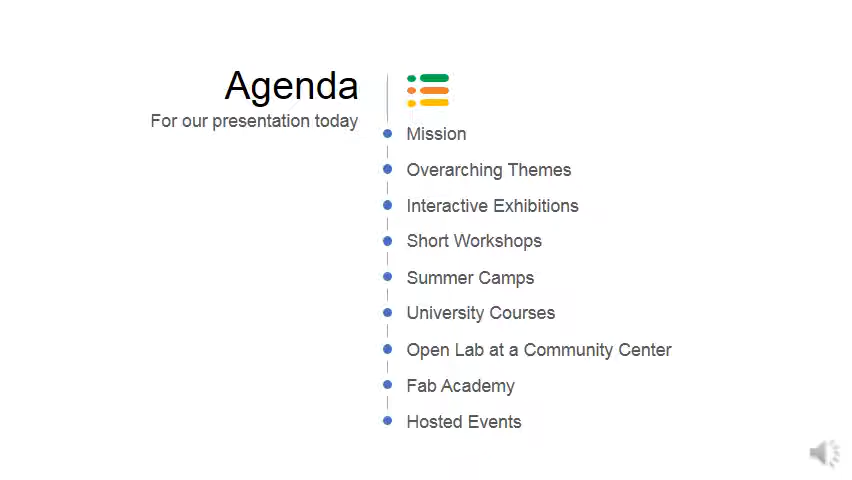 Agenda
For our presentation today
Mission
Overarching Themes
Interactive Exhibitions
Short Workshops
Summer Camps
University Courses
Open Lab at a Community Center
Fab Academy
Hosted Events